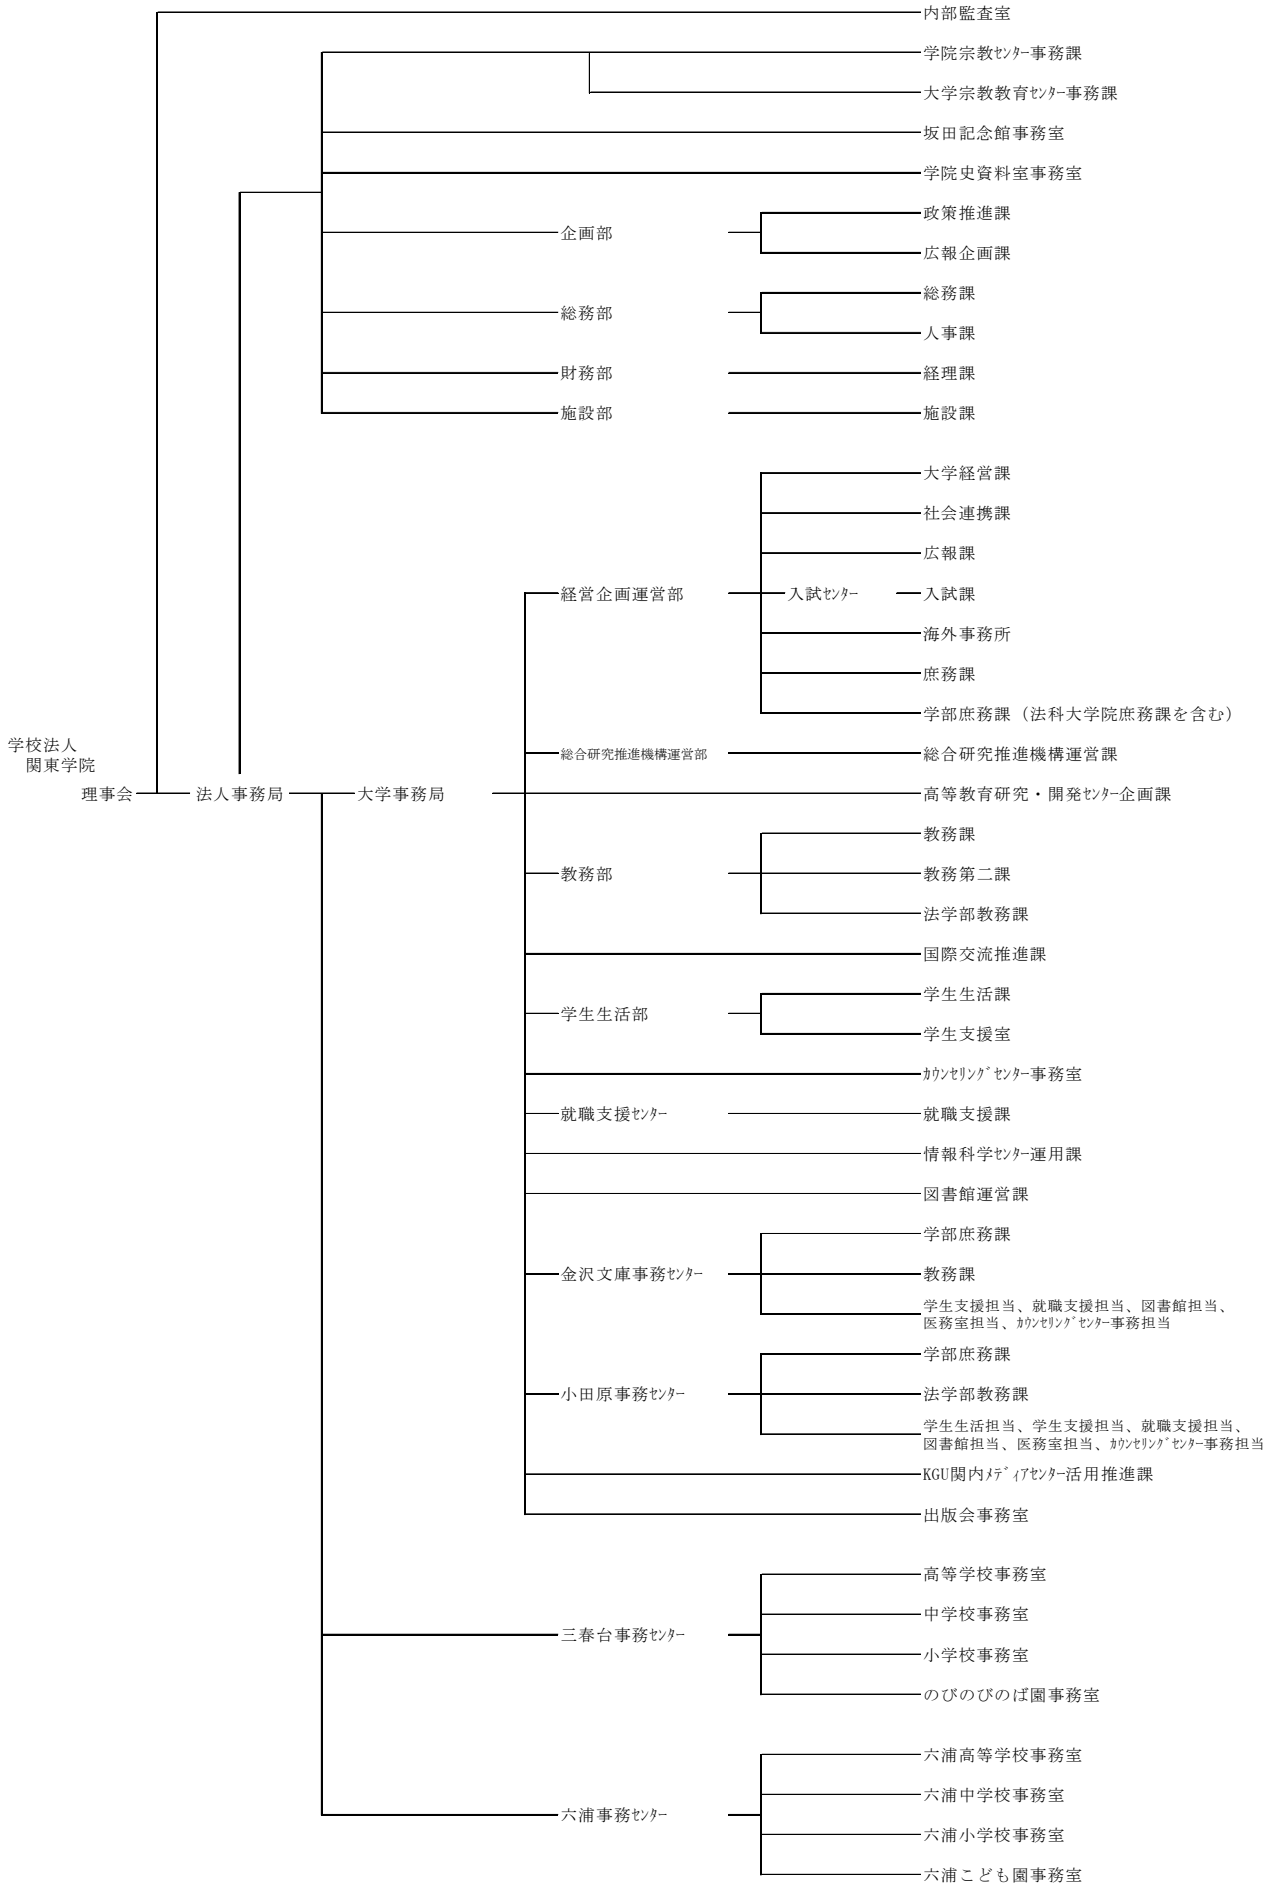 内部監査室
学院宗教ｾﾝﾀｰ事務課
大学宗教教育ｾﾝﾀｰ事務課
坂田記念館事務室
学院史資料室事務室
政策推進課
企画部
広報企画課
総務課
総務部
人事課
財務部 経理課
施設部 施設課
大学経営課
社会連携課
広報課
経営企画運営部 入試ｾﾝﾀｰ 入試課
海外事務所
庶務課
学部庶務課（法科大学院庶務課を含む）
学校法人
関東学院
総合研究推進機構運営部 総合研究推進機構運営課
理事会 法人事務局 大学事務局 高等教育研究・開発ｾﾝﾀｰ企画課
教務課
教務部 教務第二課
法学部教務課
国際交流推進課
学生生活課
学生生活部
学生支援室
ｶｳﾝｾﾘﾝｸﾞｾﾝﾀｰ事務室
就職支援ｾﾝﾀｰ 就職支援課
情報科学ｾﾝﾀｰ運用課
図書館運営課
学部庶務課
金沢文庫事務ｾﾝﾀｰ 教務課
学生支援担当、就職支援担当、図書館担当、
医務室担当、ｶｳﾝｾﾘﾝｸﾞｾﾝﾀｰ事務担当
学部庶務課
小田原事務ｾﾝﾀｰ 法学部教務課
学生生活担当、学生支援担当、就職支援担当、
図書館担当、医務室担当、ｶｳﾝｾﾘﾝｸﾞｾﾝﾀｰ事務担当
KGU関内ﾒﾃﾞｨｱｾﾝﾀｰ活用推進課
出版会事務室
高等学校事務室
中学校事務室
三春台事務ｾﾝﾀｰ
小学校事務室
のびのびのば園事務室
六浦高等学校事務室
六浦中学校事務室
六浦事務ｾﾝﾀｰ
六浦小学校事務室
六浦こども園事務室